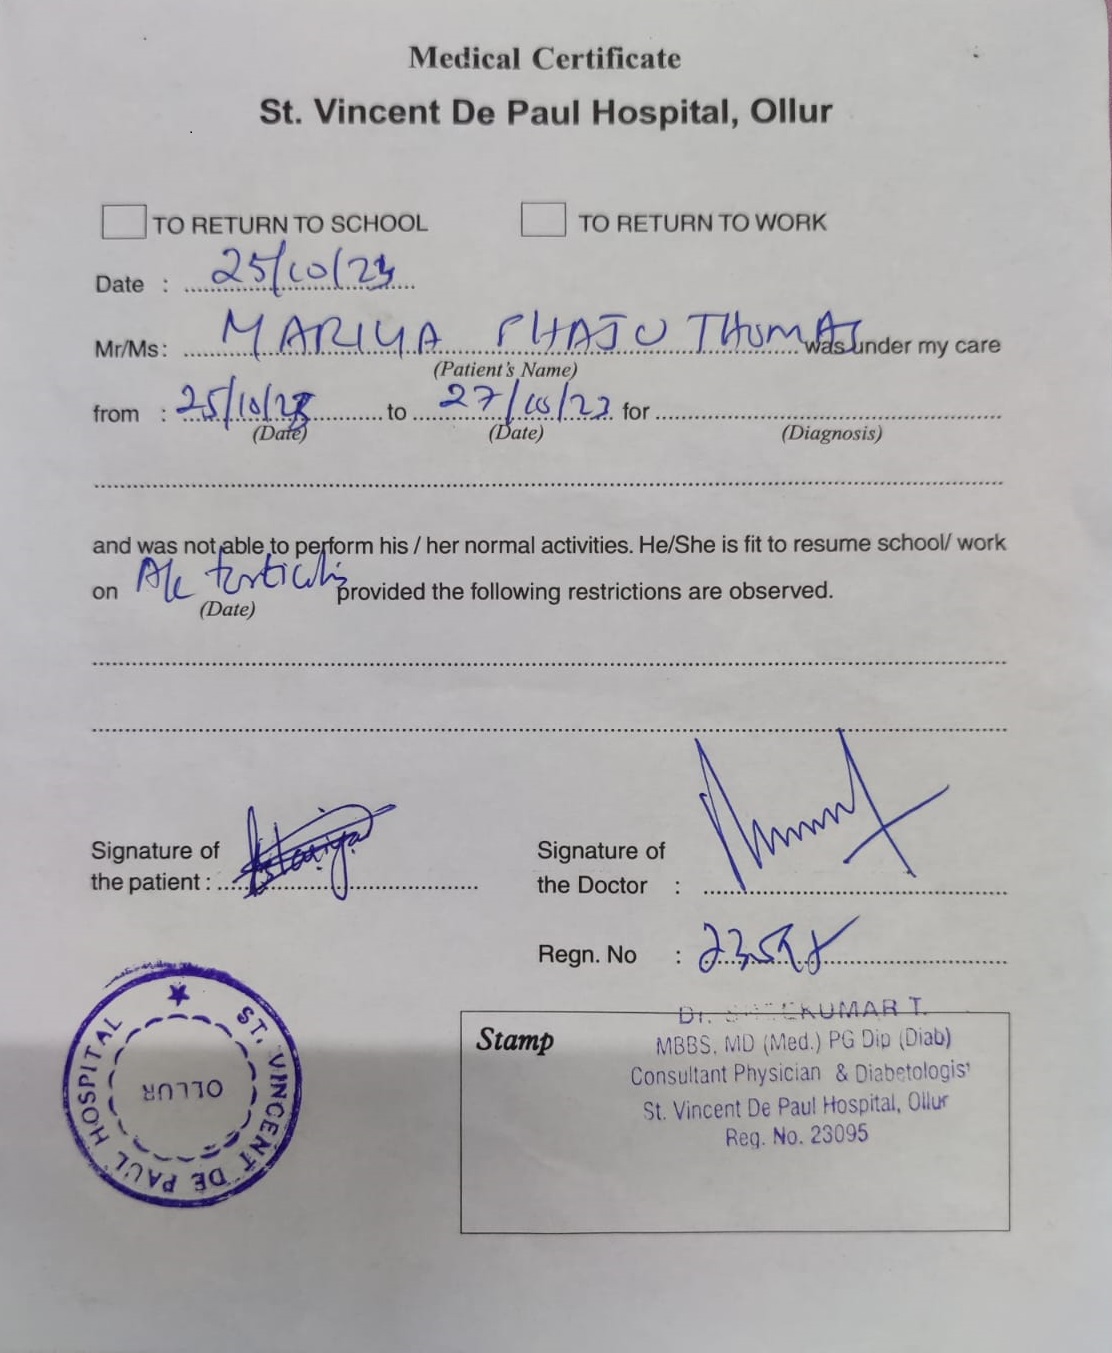 Medical Certificate
St. Vincent De Paul Hospital, Ollur
TO RETURN TO SCHOOL TO RETURN TO WORK
Date : 25/10/23
Mr/Ms: MARIYA SHAJU THOMAS was under my care
(Patient's Name)
from : 25/10/23 to 27/10/23 for
(Date) (Date) (Diagnosis)
and was not able to perform his / her normal activities. He/She is fit to resume school/ work
on provided the following restrictions are observed.
(Date)
Signature of Signature of
the patient : the Doctor :
Regn. No :
ST. VINCENT DE PAUL HOSPITAL
OLLUR
Stamp
Dr. KUMAR T.
MBBS, MD (Med.) PG Dip (Diab)
Consultant Physician & Diabetologis
St. Vincent De Paul Hospital, Ollur
Reg. No. 23095